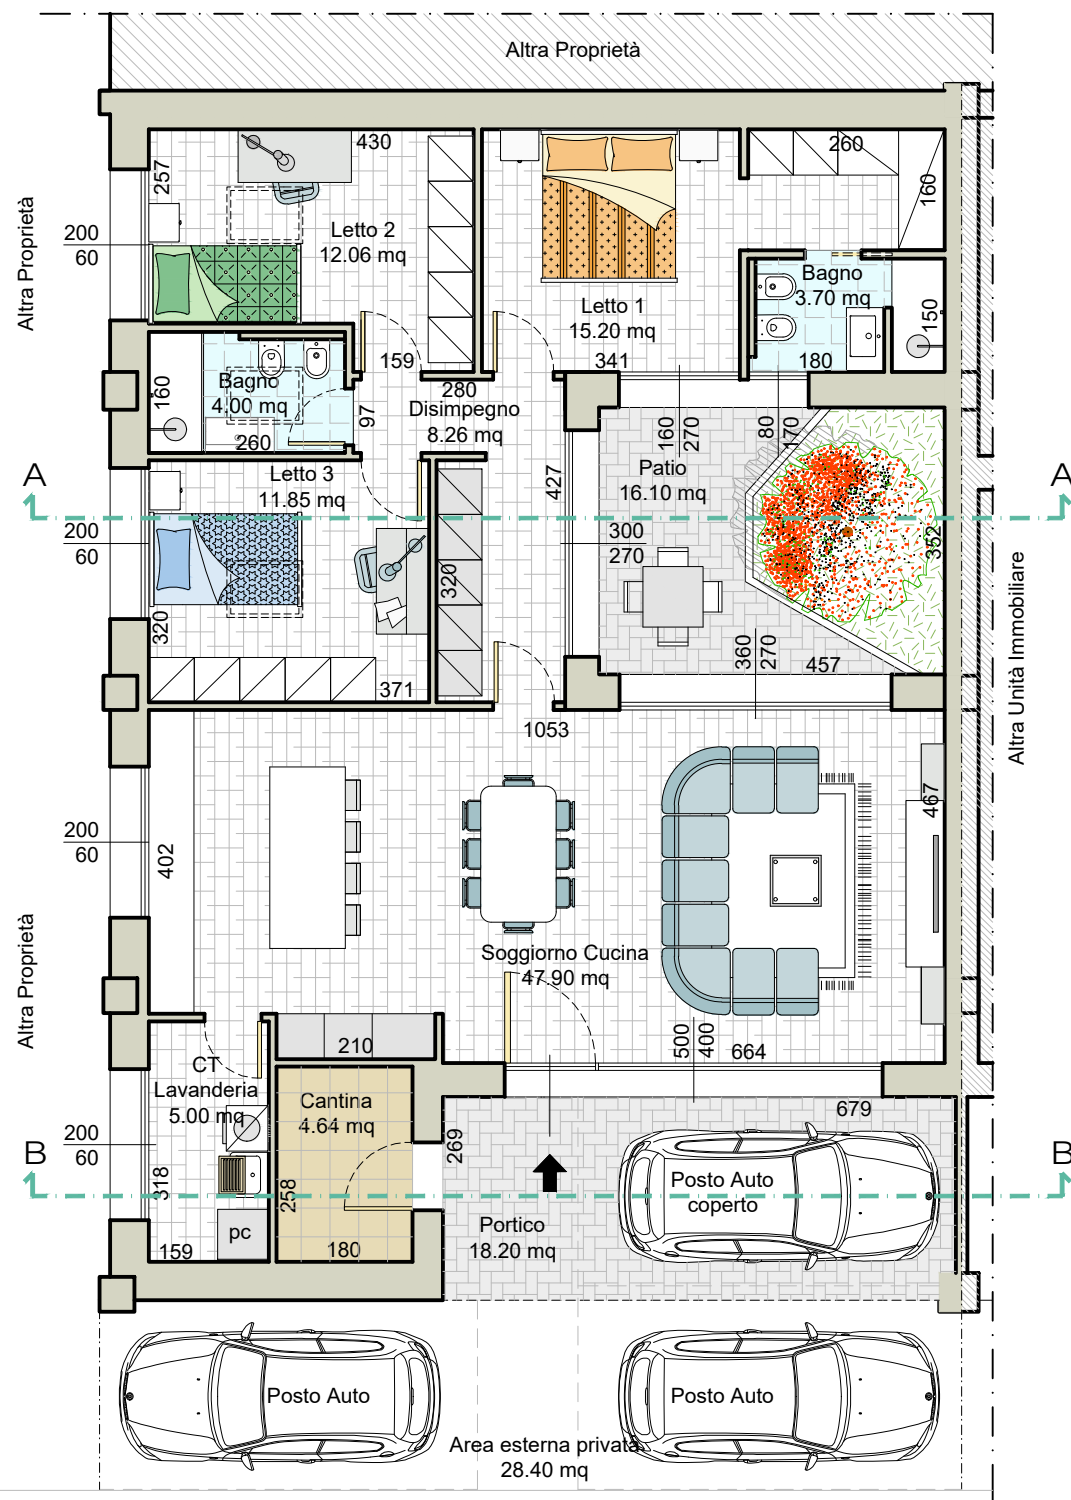 Altra Proprietà
430
257
260
160
200
60
Altra Proprietà
Letto 2
12.06 mq
Letto 1
15.20 mq
341
Bagno
3.70 mq
150
180
159
280
Disimpegno
8.26 mq
Bagno
4.00 mq
160
260
97
160
270
80
170
Patio
16.10 mq
A
A
Letto 3
11.85 mq
427
300
270
352
200
60
320
320
371
360
270
457
Altra Unità Immobiliare
1053
467
200
60
402
Altra Proprietà
Soggiorno Cucina
47.90 mq
500
400
664
210
CT
Lavanderia
5.00 mq
Cantina
4.64 mq
679
269
200
60
B
B
318
258
Posto Auto
coperto
Portico
18.20 mq
pc
159
180
Posto Auto
Posto Auto
Area esterna privata
28.40 mq